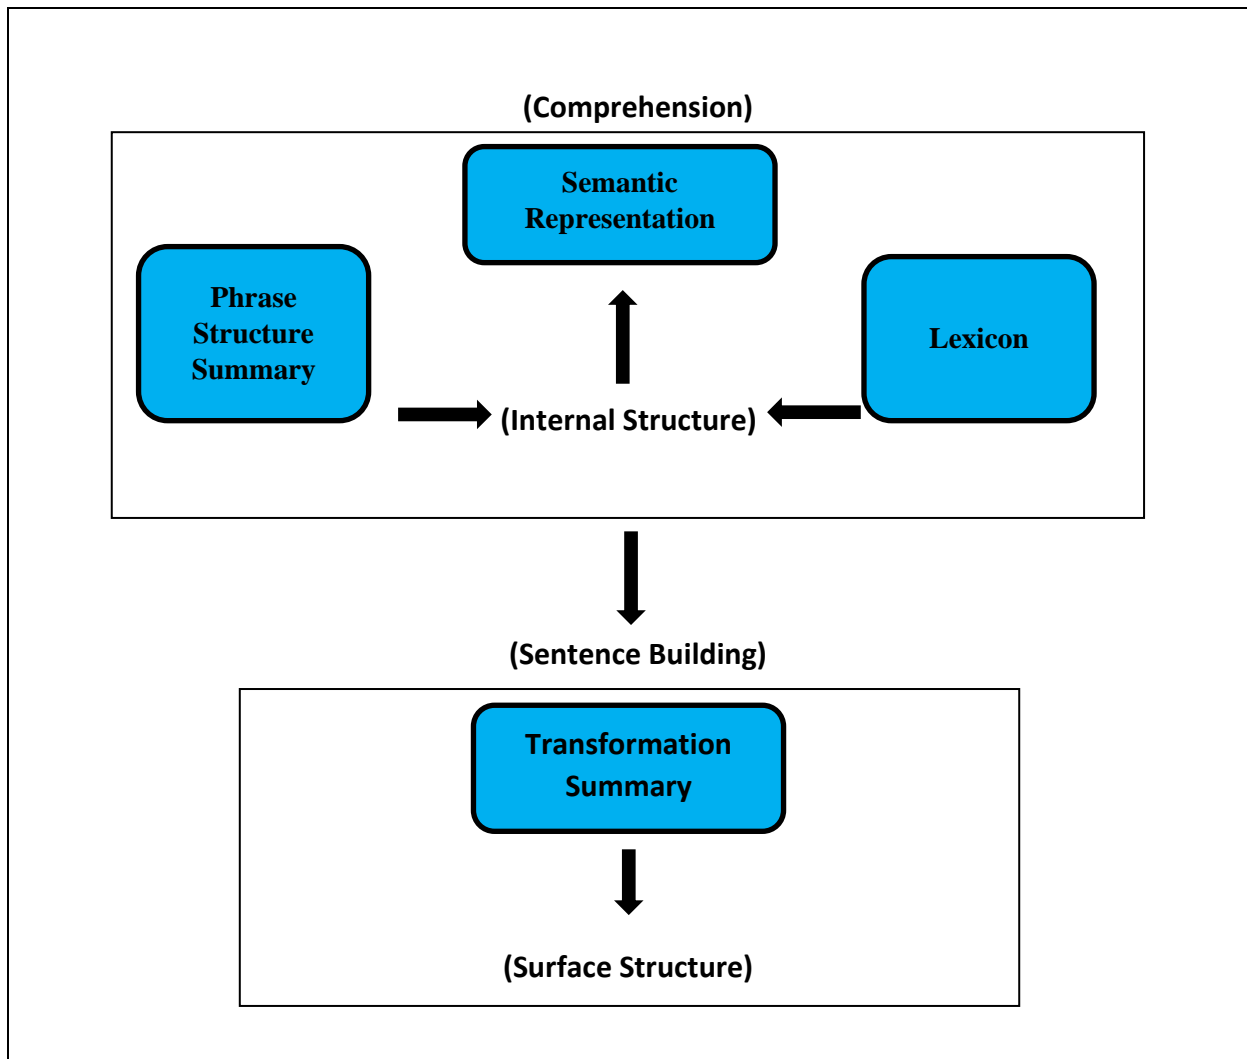 (Comprehension)
Semantic
Representation
Phrase
Structure
Summary
Lexicon
(Internal Structure)
(Sentence Building)
Transformation
Summary
(Surface Structure)